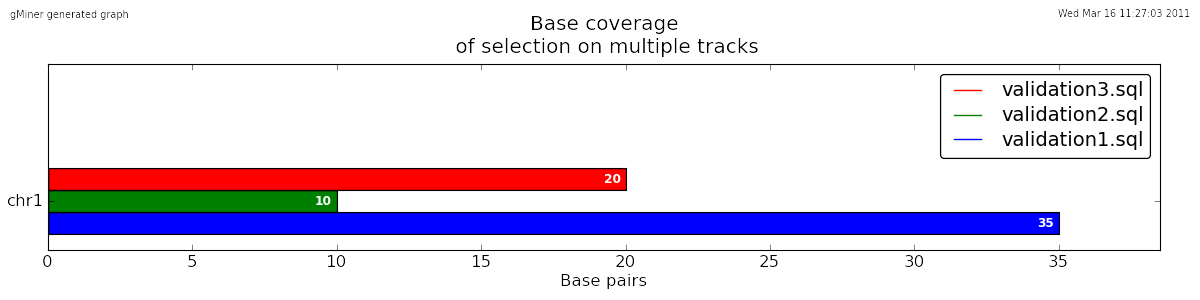 gMiner generated graph
Wed Mar 16 11:27:03 2011
Base coverage
of selection on multiple tracks
validation3.sql
validation2.sql
validation1.sql
20
chr1
10
35
0 5 10 15 20 25 30 35
Base pairs